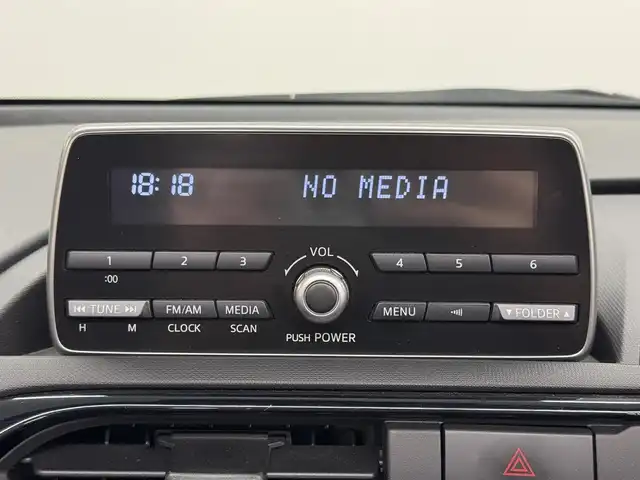 18:18 NO MEDIA
1 2 3 VOL 4 5 6
:00
⏮ TUNE ⏭ FM/AM MEDIA MENU ▼ FOLDER ▲
H M CLOCK SCAN PUSH POWER